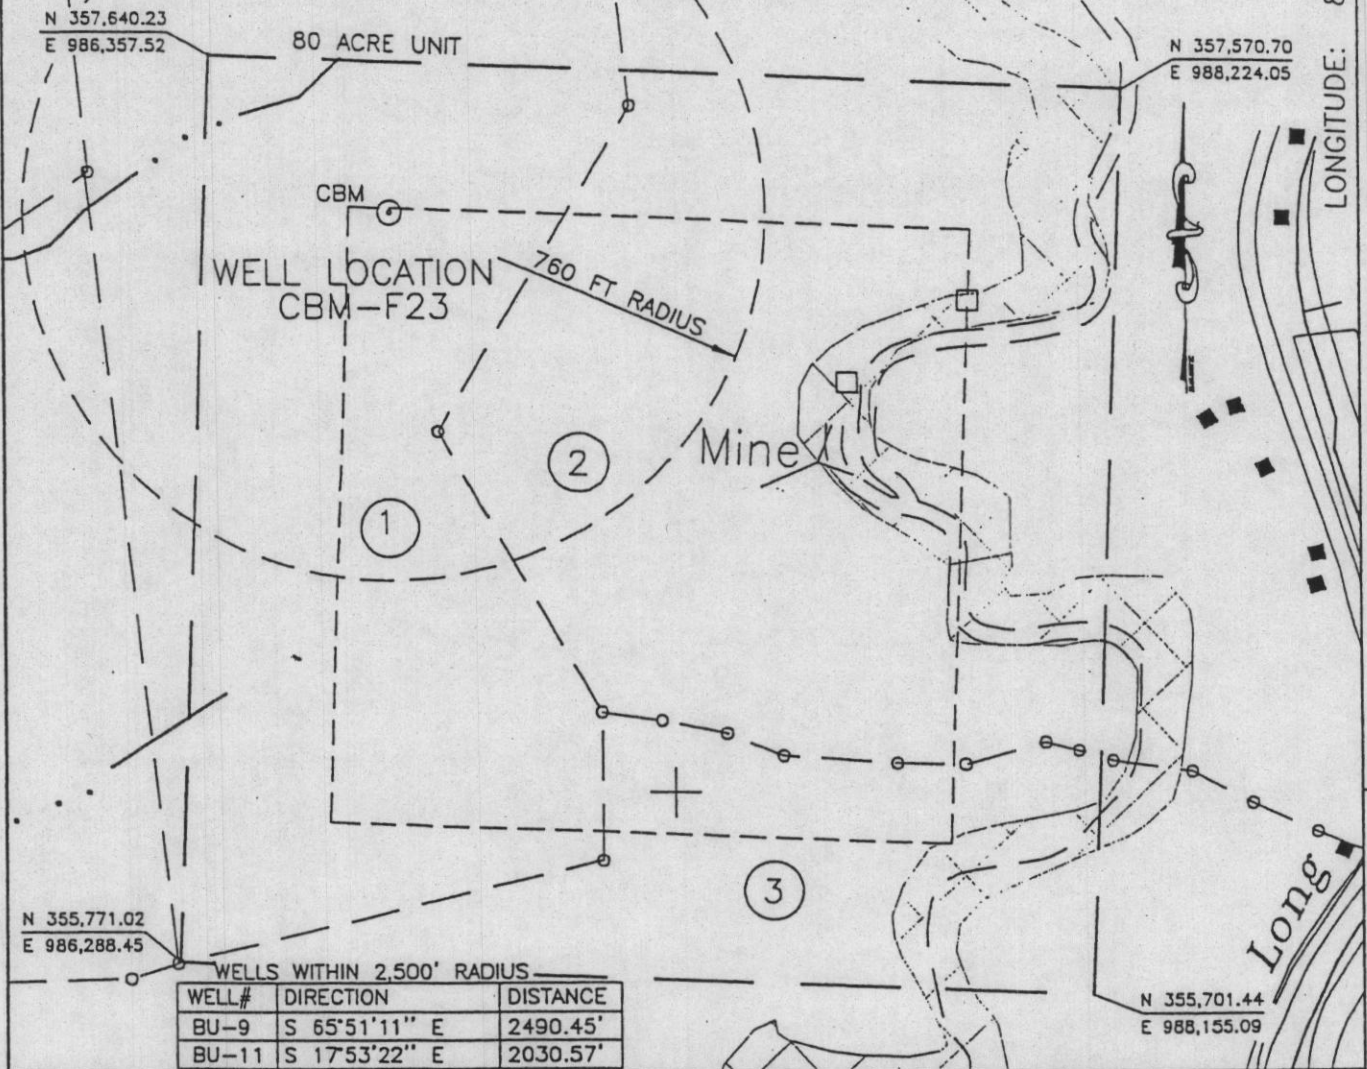 N 357,640.23
E 986,357.52
80 ACRE UNIT
N 357,570.70
E 988,224.05
LONGITUDE:
CBM
WELL LOCATION
CBM-F23
760 FT RADIUS
Mine
2
1
3
Long
N 355,771.02
E 986,288.45
N 355,701.44
E 988,155.09
WELLS WITHIN 2,500' RADIUS
WELL# DIRECTION DISTANCE
BU-9 S 65°51'11" E 2490.45'
BU-11 S 17°53'22" E 2030.57'